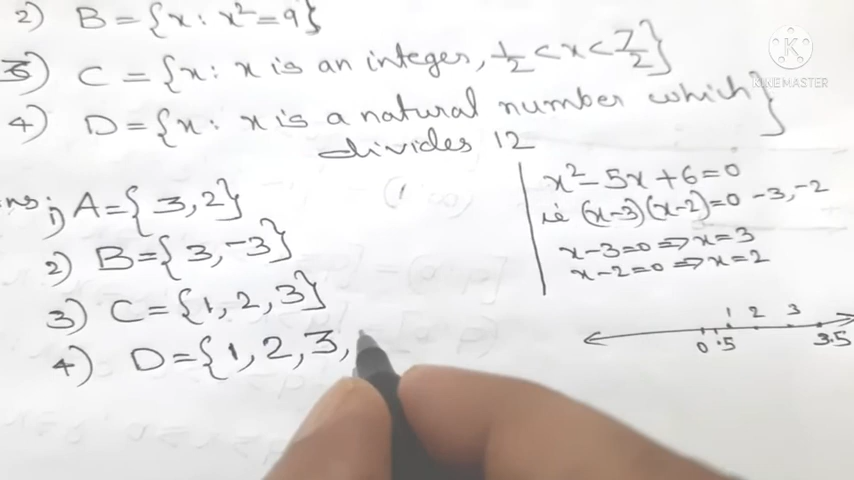 2) B={x: x²=9}
3) C={x: x is an integer, 1/2<x<7/2}
KINEMASTER
4) D={x: x is a natural number which
divides 12}
ns i) A={3,2}
2) B={3,-3}
3) C={1,2,3}
4) D={1,2,3,
x²-5x+6=0
ie (x-3)(x-2)=0 -3,-2
x-3=0⇒x=3
x-2=0⇒x=2
1 2 3
0 .5 3.5